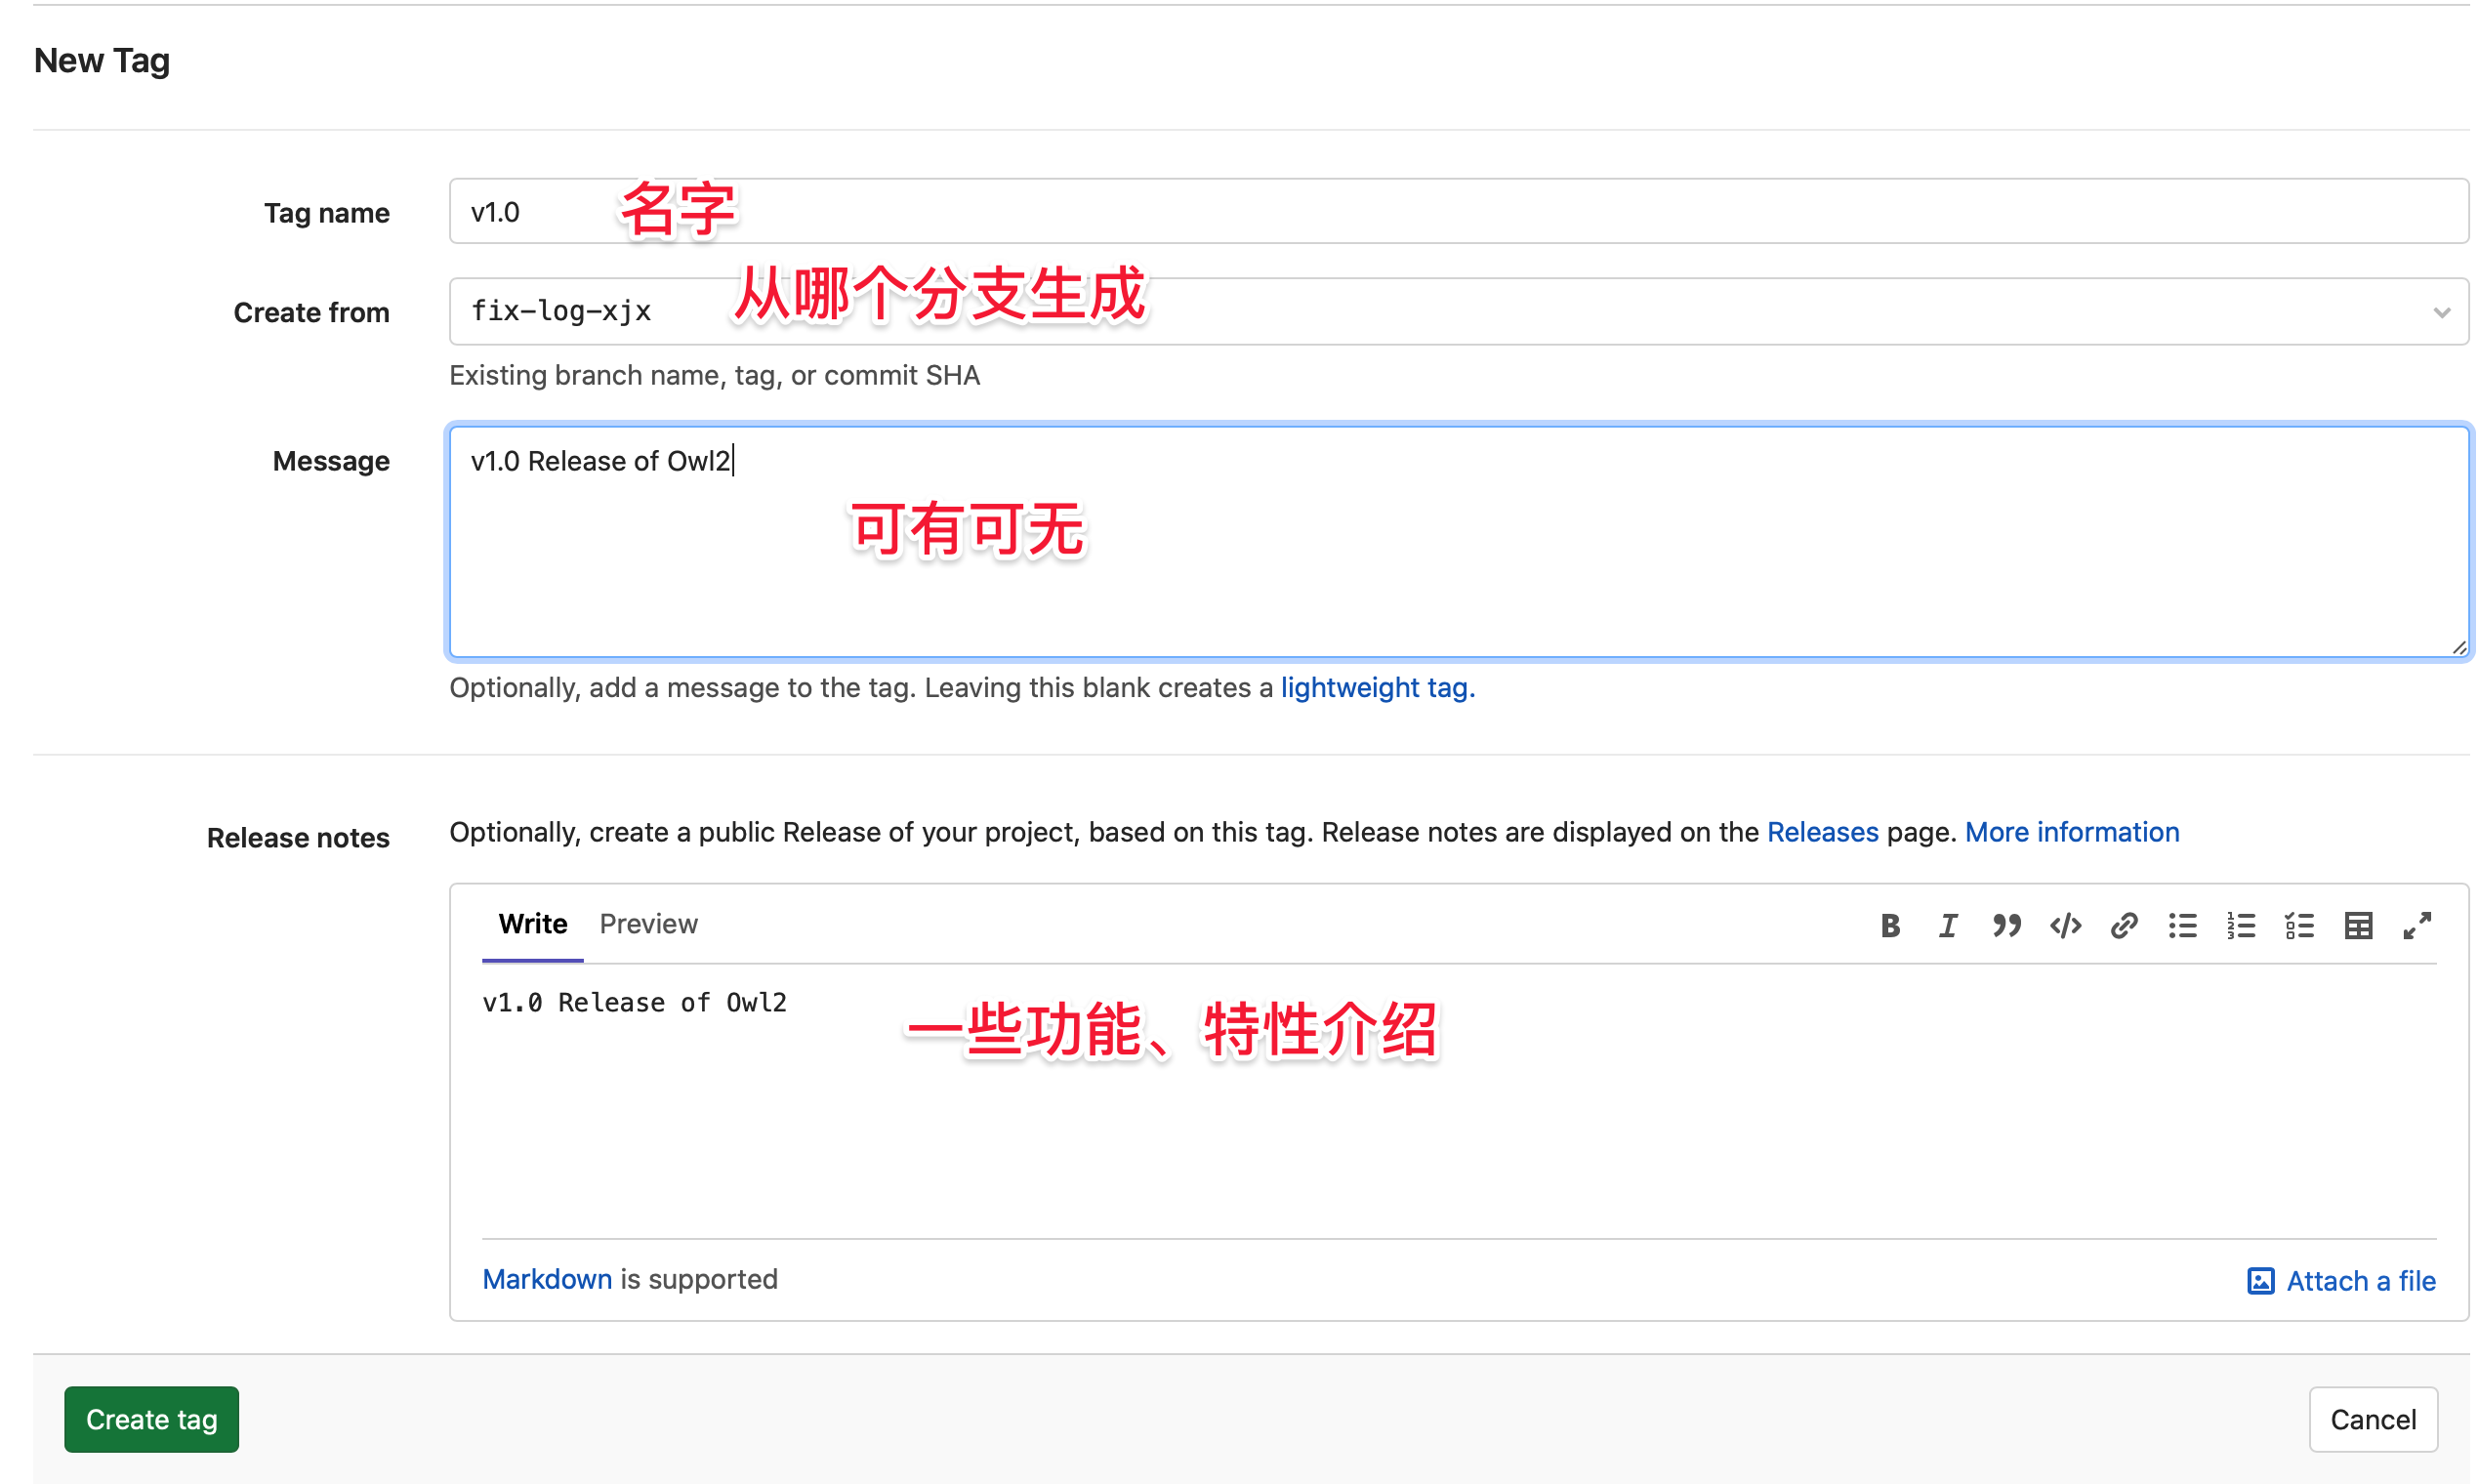 New Tag
Tag name
v1.0
名字
Create from
fix-log-xjx
从哪个分支生成
Existing branch name, tag, or commit SHA
Message
v1.0 Release of Owl2
可有可无
Optionally, add a message to the tag. Leaving this blank creates a lightweight tag.
Release notes
Optionally, create a public Release of your project, based on this tag. Release notes are displayed on the Releases page. More information
Write Preview
v1.0 Release of Owl2
一些功能、特性介绍
Markdown is supported
Attach a file
Create tag
Cancel